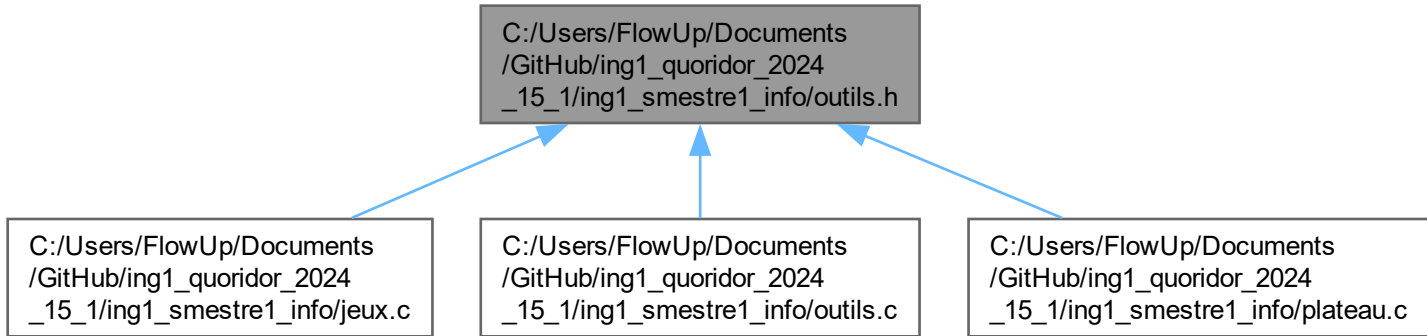 C:/Users/FlowUp/Documents
/GitHub/ing1_quoridor_2024
_15_1/ing1_smestre1_info/outils.h
C:/Users/FlowUp/Documents
/GitHub/ing1_quoridor_2024
_15_1/ing1_smestre1_info/jeux.c
C:/Users/FlowUp/Documents
/GitHub/ing1_quoridor_2024
_15_1/ing1_smestre1_info/outils.c
C:/Users/FlowUp/Documents
/GitHub/ing1_quoridor_2024
_15_1/ing1_smestre1_info/plateau.c